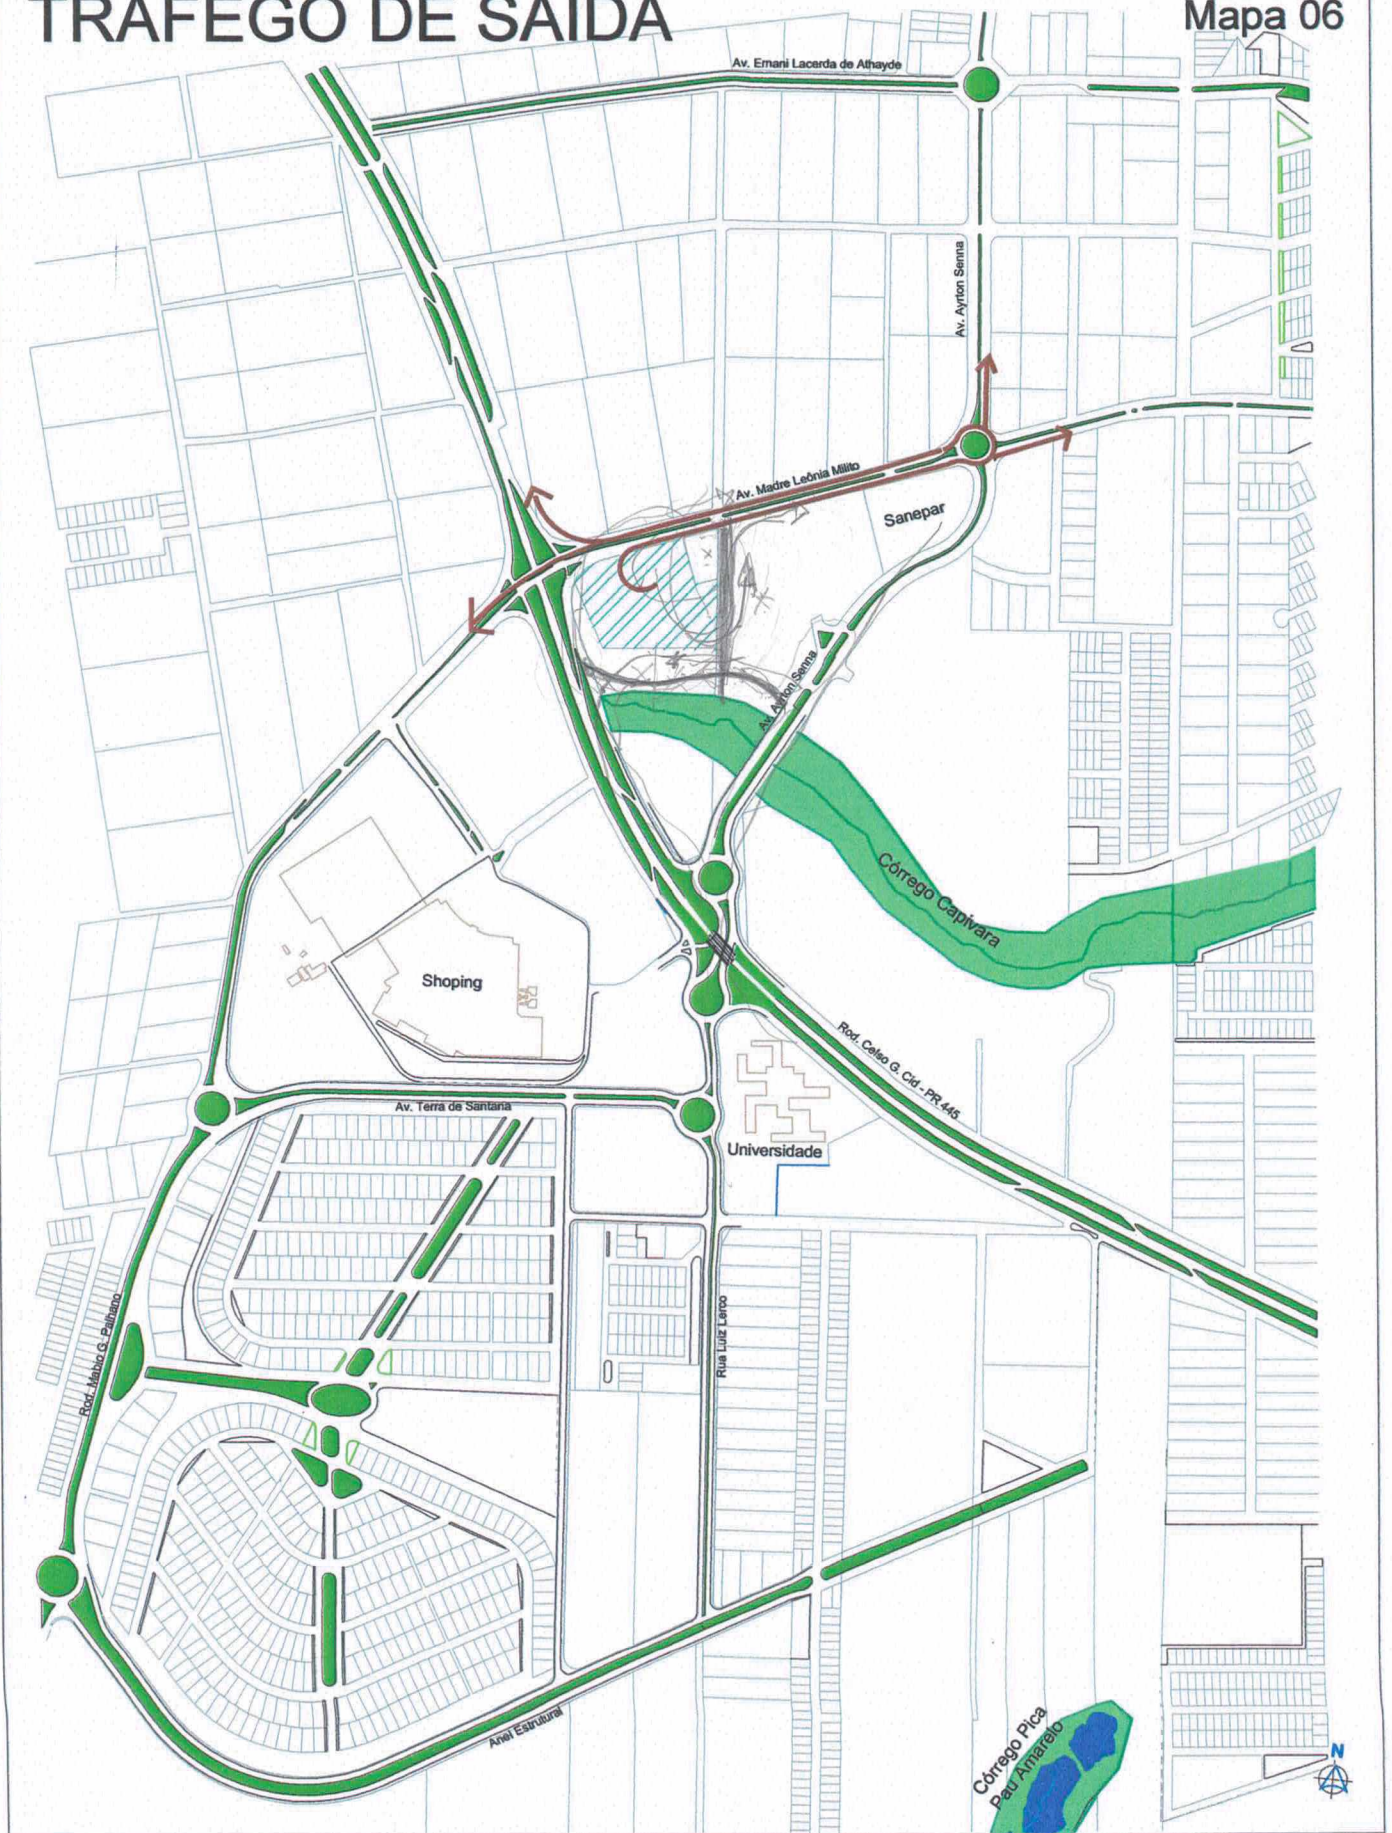 TRÁFEGO DE SAÍDA
Mapa 06
Av. Ernani Lacerda de Athayde
Av. Ayrton Senna
Av. Madre Leônia Milito
Sanepar
Av. Ayrton Senna
Córrego Capivara
Shoping
Rod. Celso G. Cid - PR 445
Av. Terra de Santana
Universidade
Rod. Mabio G. Palhano
Rua Luiz Lerco
Anel Estrutural
Córrego Pica
Pau Amarelo
N